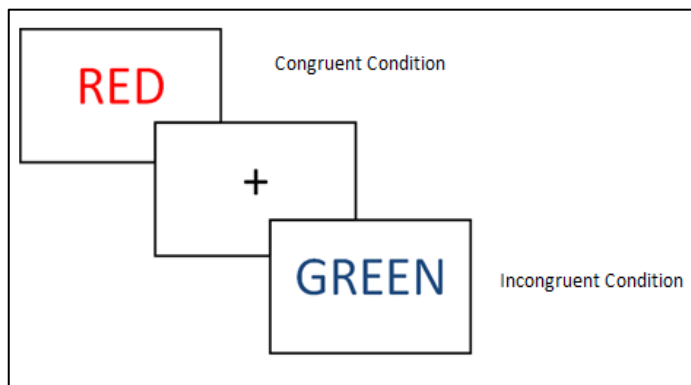 Congruent Condition
RED
+
GREEN
Incongruent Condition